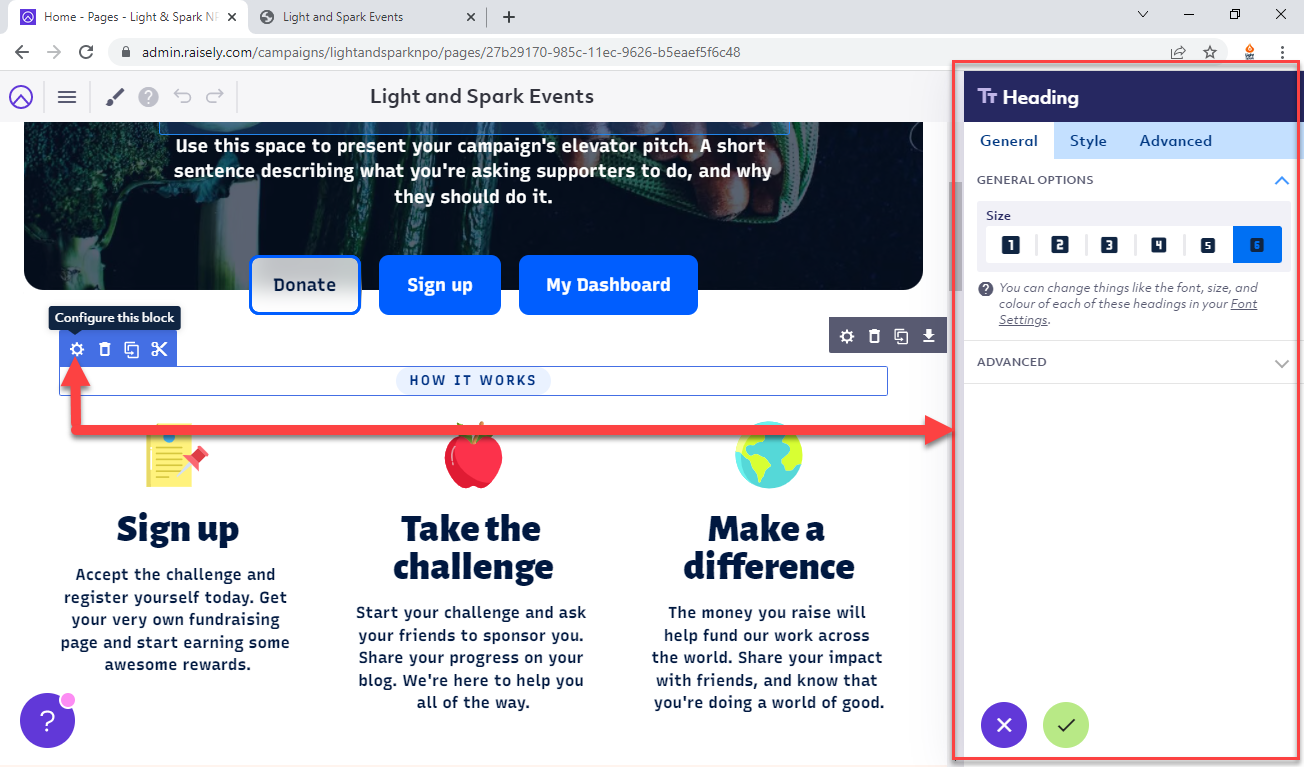 Home - Pages - Light & Spark NP
Light and Spark Events
admin.raisely.com/campaigns/lightandsparknpo/pages/27b29170-985c-11ec-9626-b5eaef5f6c48
Light and Spark Events
Use this space to present your campaign's elevator pitch. A short
sentence describing what you're asking supporters to do, and why
they should do it.
Donate
Sign up
My Dashboard
Configure this block
HOW IT WORKS
Sign up
Accept the challenge and
register yourself today. Get
your very own fundraising
page and start earning some
awesome rewards.
Take the
challenge
Start your challenge and ask
your friends to sponsor you.
Share your progress on your
blog. We're here to help you
all of the way.
Make a
difference
The money you raise will
help fund our work across
the world. Share your impact
with friends, and know that
you're doing a world of good.
?
TT Heading
General Style Advanced
GENERAL OPTIONS
Size
1 2 3 4 5 6
? You can change things like the font, size, and
colour of each of these headings in your Font
Settings.
ADVANCED